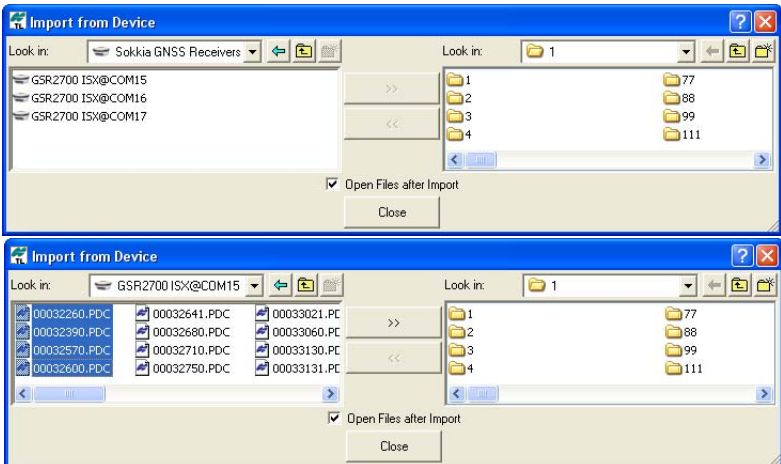 Import from Device
Look in: Sokkia GNSS Receivers Look in: 1
GSR2700 ISX@COM15
GSR2700 ISX@COM16
GSR2700 ISX@COM17
>>
<<
1 77
2 88
3 99
4 111
Open Files after Import
Close
TL Import from Device
Look in: GSR2700 ISX@COM15 Look in: 1
00032260.PDC 00032641.PDC 00033021.PD
00032390.PDC 00032680.PDC 00033060.PD
00032570.PDC 00032710.PDC 00033130.PD
00032600.PDC 00032750.PDC 00033131.PD
>>
<<
1 77
2 88
3 99
4 111
Open Files after Import
Close